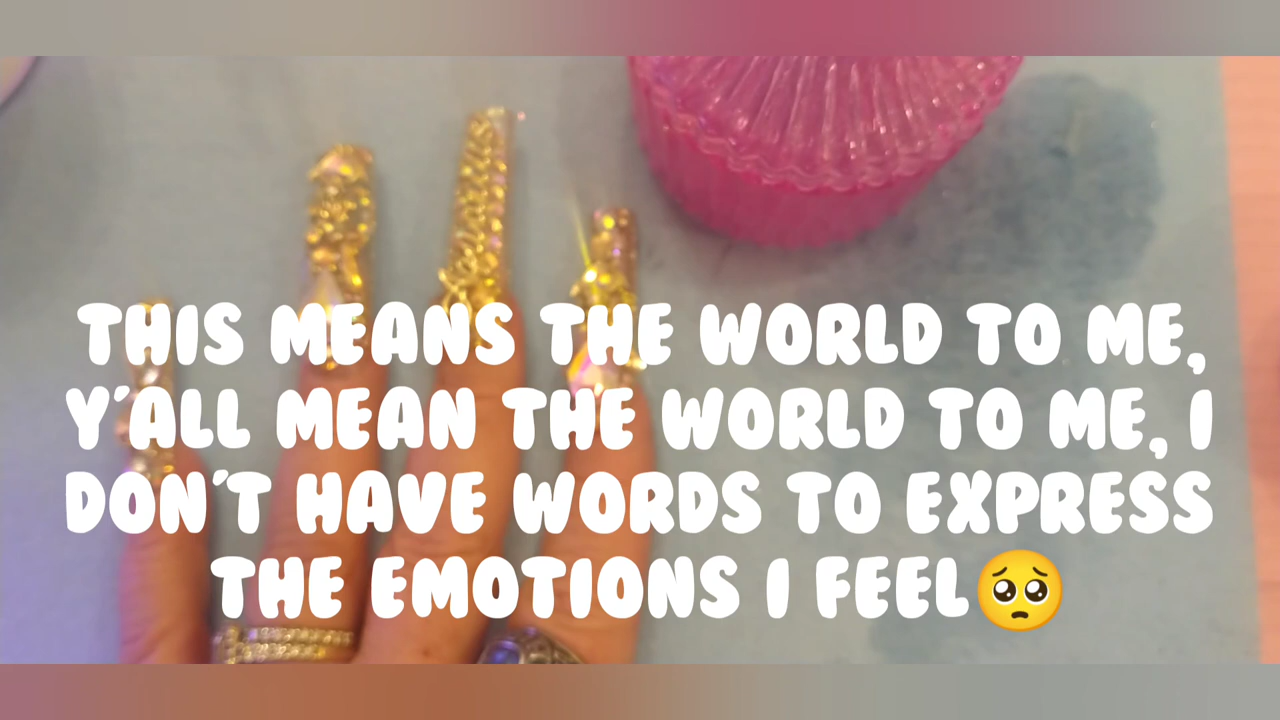 THIS MEANS THE WORLD TO ME,
Y'ALL MEAN THE WORLD TO ME, I
DON'T HAVE WORDS TO EXPRESS
THE EMOTIONS I FEEL🥺